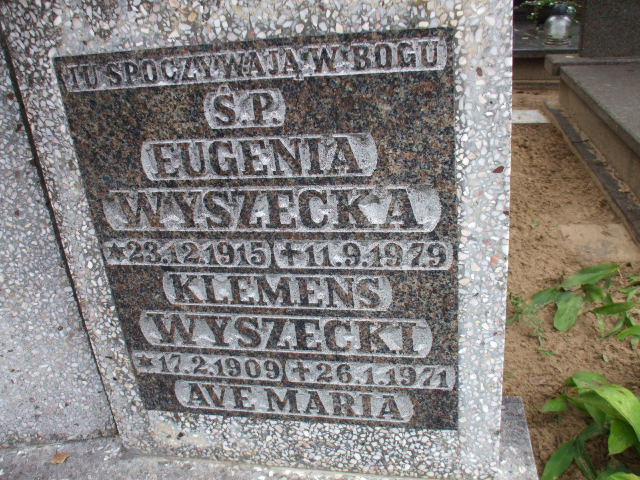 TU SPOCZYWAJĄ W BOGU
Ś.P.
EUGENIA
WYSZECKA
*23.12.1915 +11.9.1979
KLEMENS
WYSZECKI
*17.2.1909 +26.1.1971
AVE MARIA